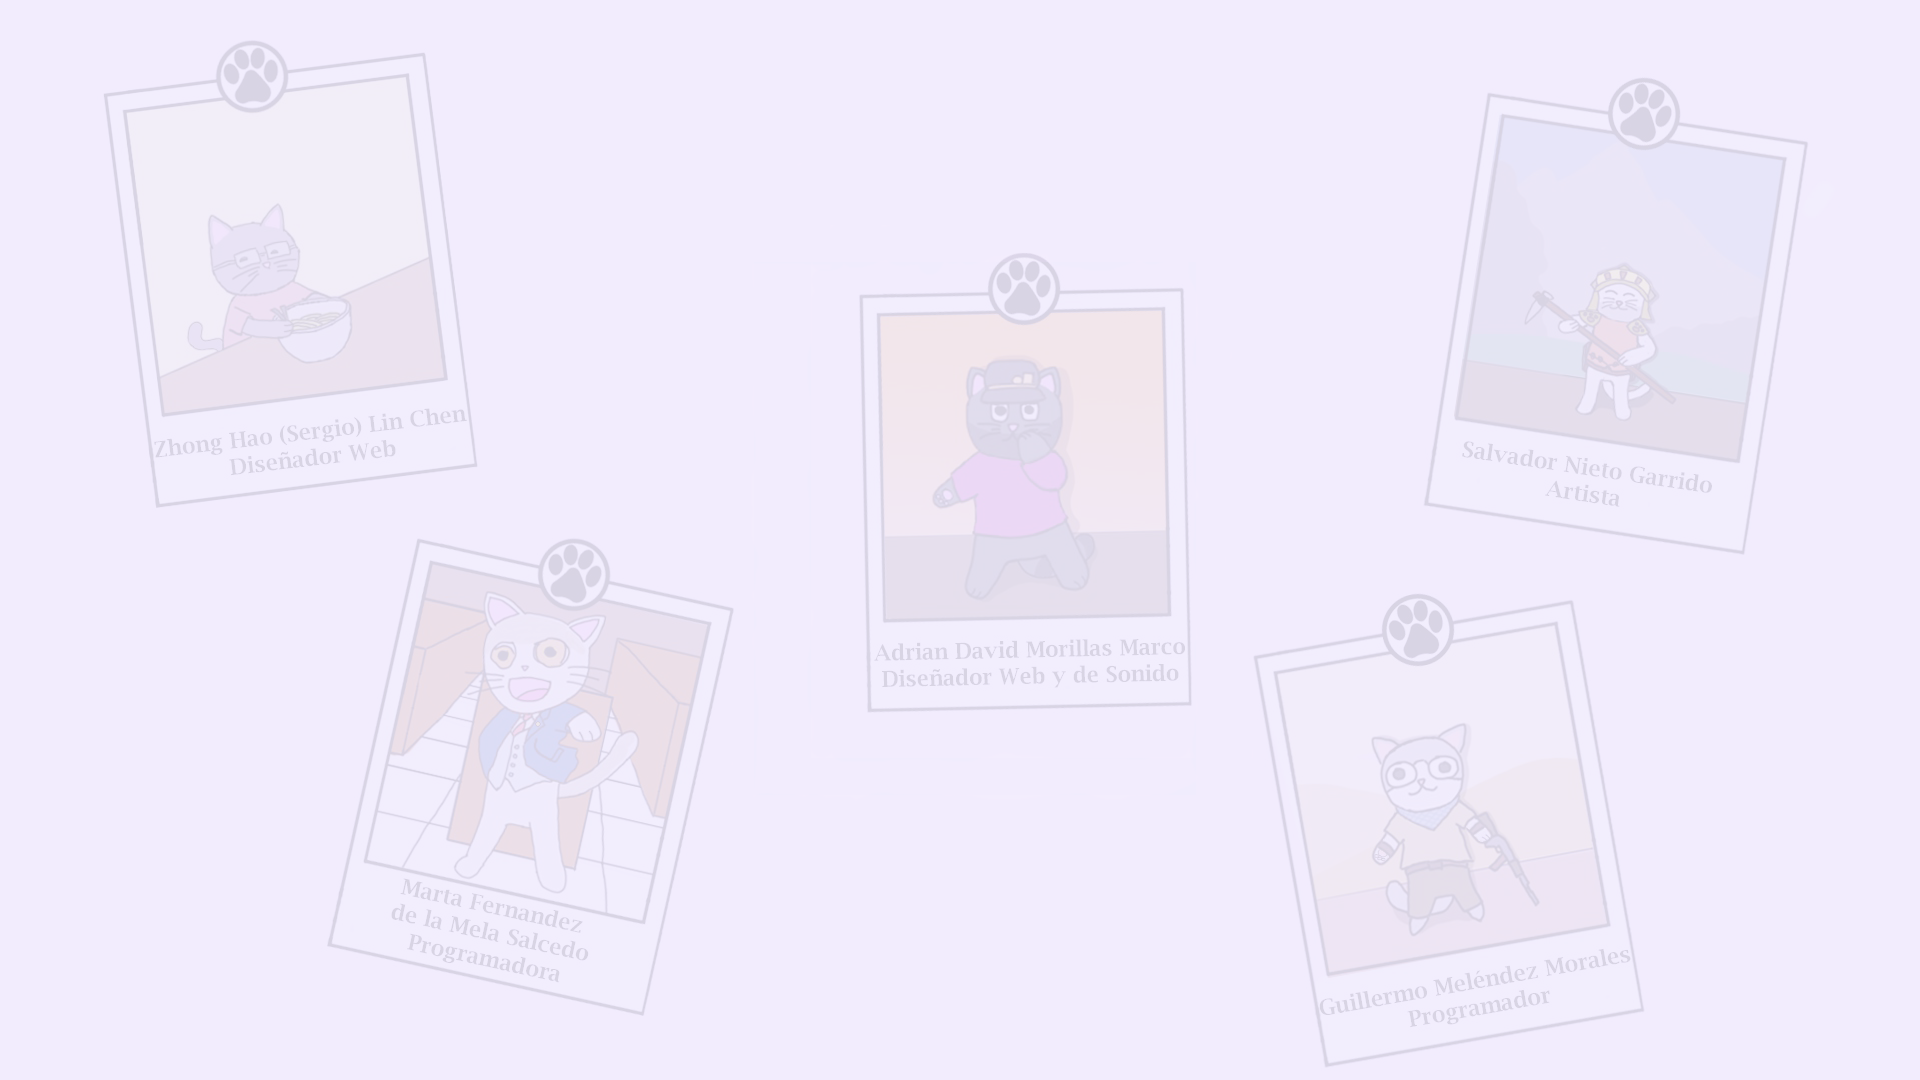 Zhong Hao (Sergio) Lin Chen
Diseñador Web
Marta Fernandez
de la Mela Salcedo
Programadora
Adrian David Morillas Marco
Diseñador Web y de Sonido
Salvador Nieto Garrido
Artista
Guillermo Meléndez Morales
Programador